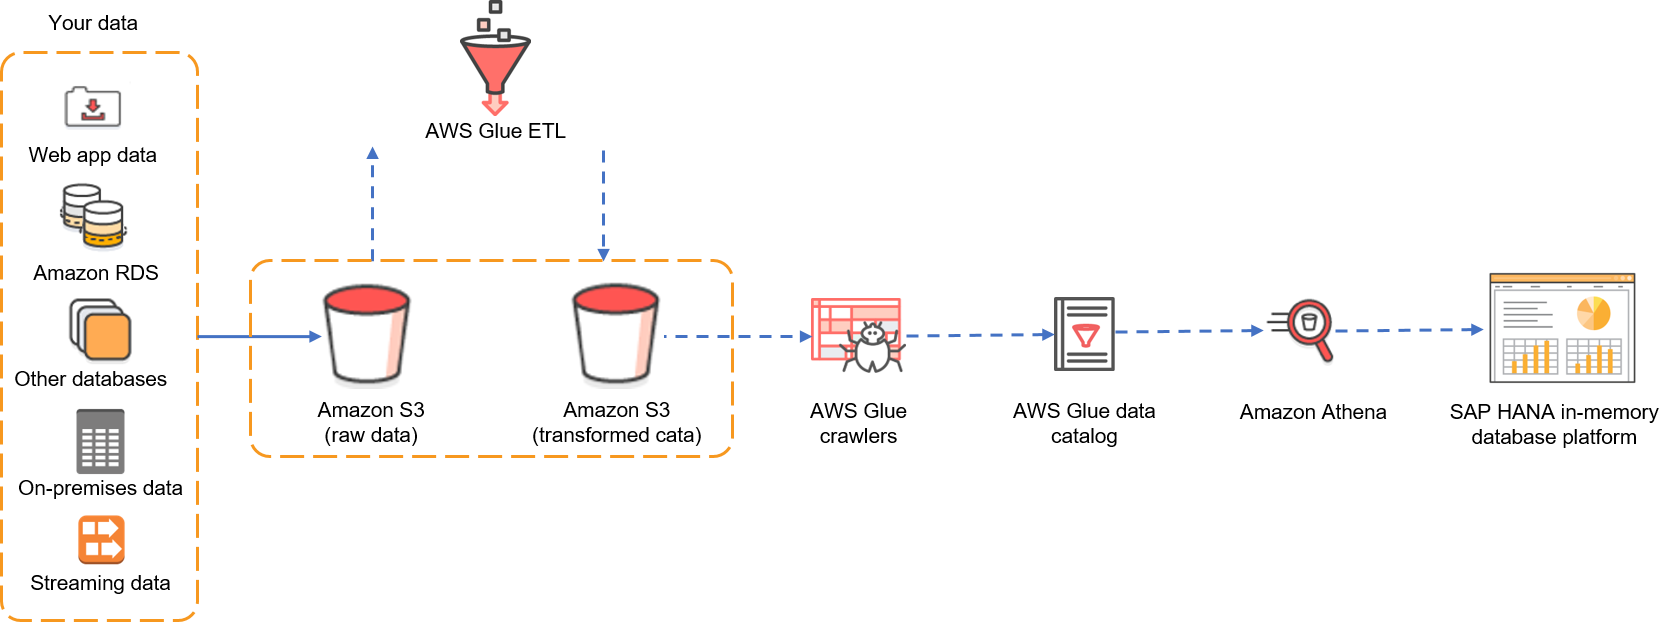 Your data
Web app data
Amazon RDS
Other databases
On-premises data
Streaming data
AWS Glue ETL
Amazon S3
(raw data)
Amazon S3
(transformed cata)
AWS Glue
crawlers
AWS Glue data
catalog
Amazon Athena
SAP HANA in-memory
database platform